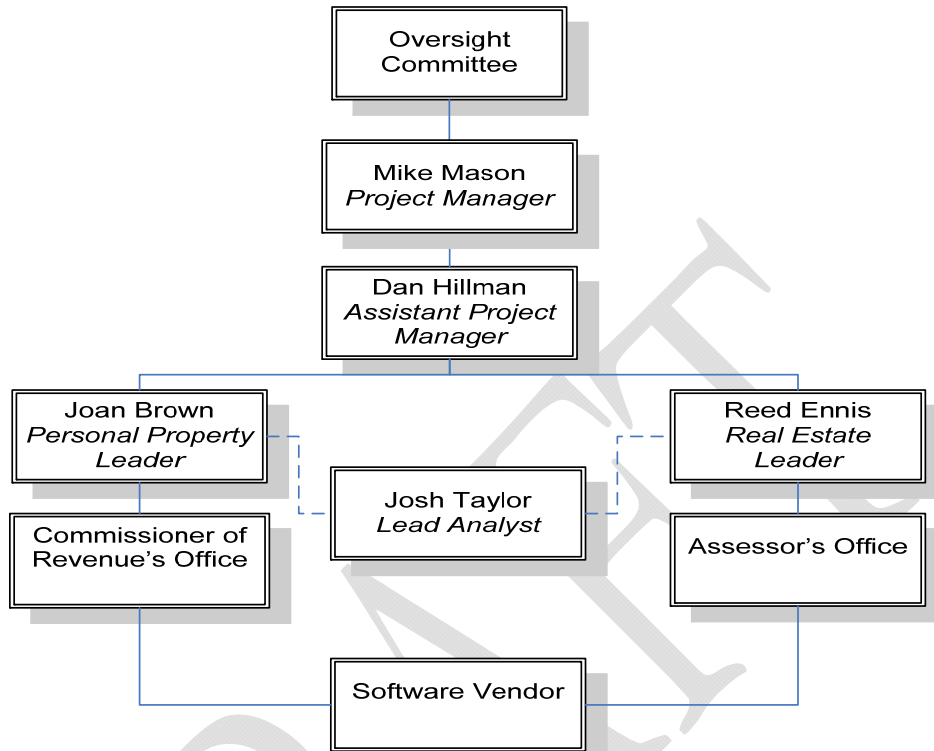 Oversight
Committee
Mike Mason
Project Manager
Dan Hillman
Assistant Project
Manager
Joan Brown
Personal Property
Leader
Reed Ennis
Real Estate
Leader
Josh Taylor
Lead Analyst
Commissioner of
Revenue's Office
Assessor's Office
Software Vendor